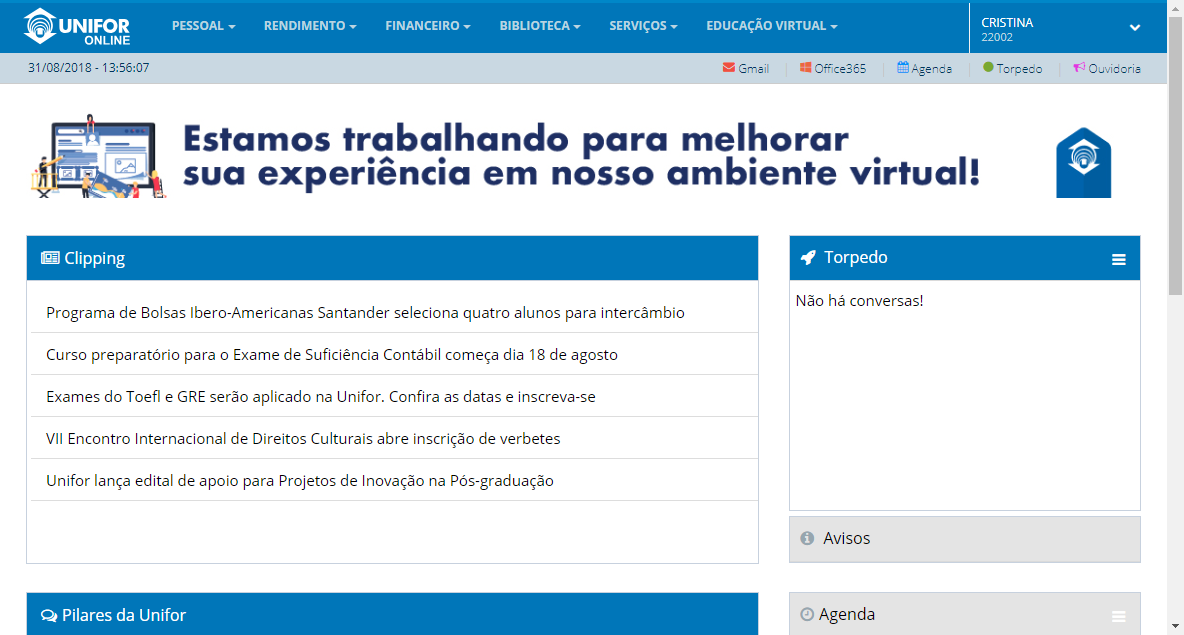 UNIFOR
ONLINE
PESSOAL
RENDIMENTO
FINANCEIRO
BIBLIOTECA
SERVIÇOS
EDUCAÇÃO VIRTUAL
CRISTINA
22002
31/08/2018 - 13:56:07
Gmail
Office365
Agenda
Torpedo
Ouvidoria
Estamos trabalhando para melhorar
sua experiência em nosso ambiente virtual!
Clipping
Programa de Bolsas Ibero-Americanas Santander seleciona quatro alunos para intercâmbio
Curso preparatório para o Exame de Suficiência Contábil começa dia 18 de agosto
Exames do Toefl e GRE serão aplicado na Unifor. Confira as datas e inscreva-se
VII Encontro Internacional de Direitos Culturais abre inscrição de verbetes
Unifor lança edital de apoio para Projetos de Inovação na Pós-graduação
Torpedo
Não há conversas!
Avisos
Pilares da Unifor
Agenda